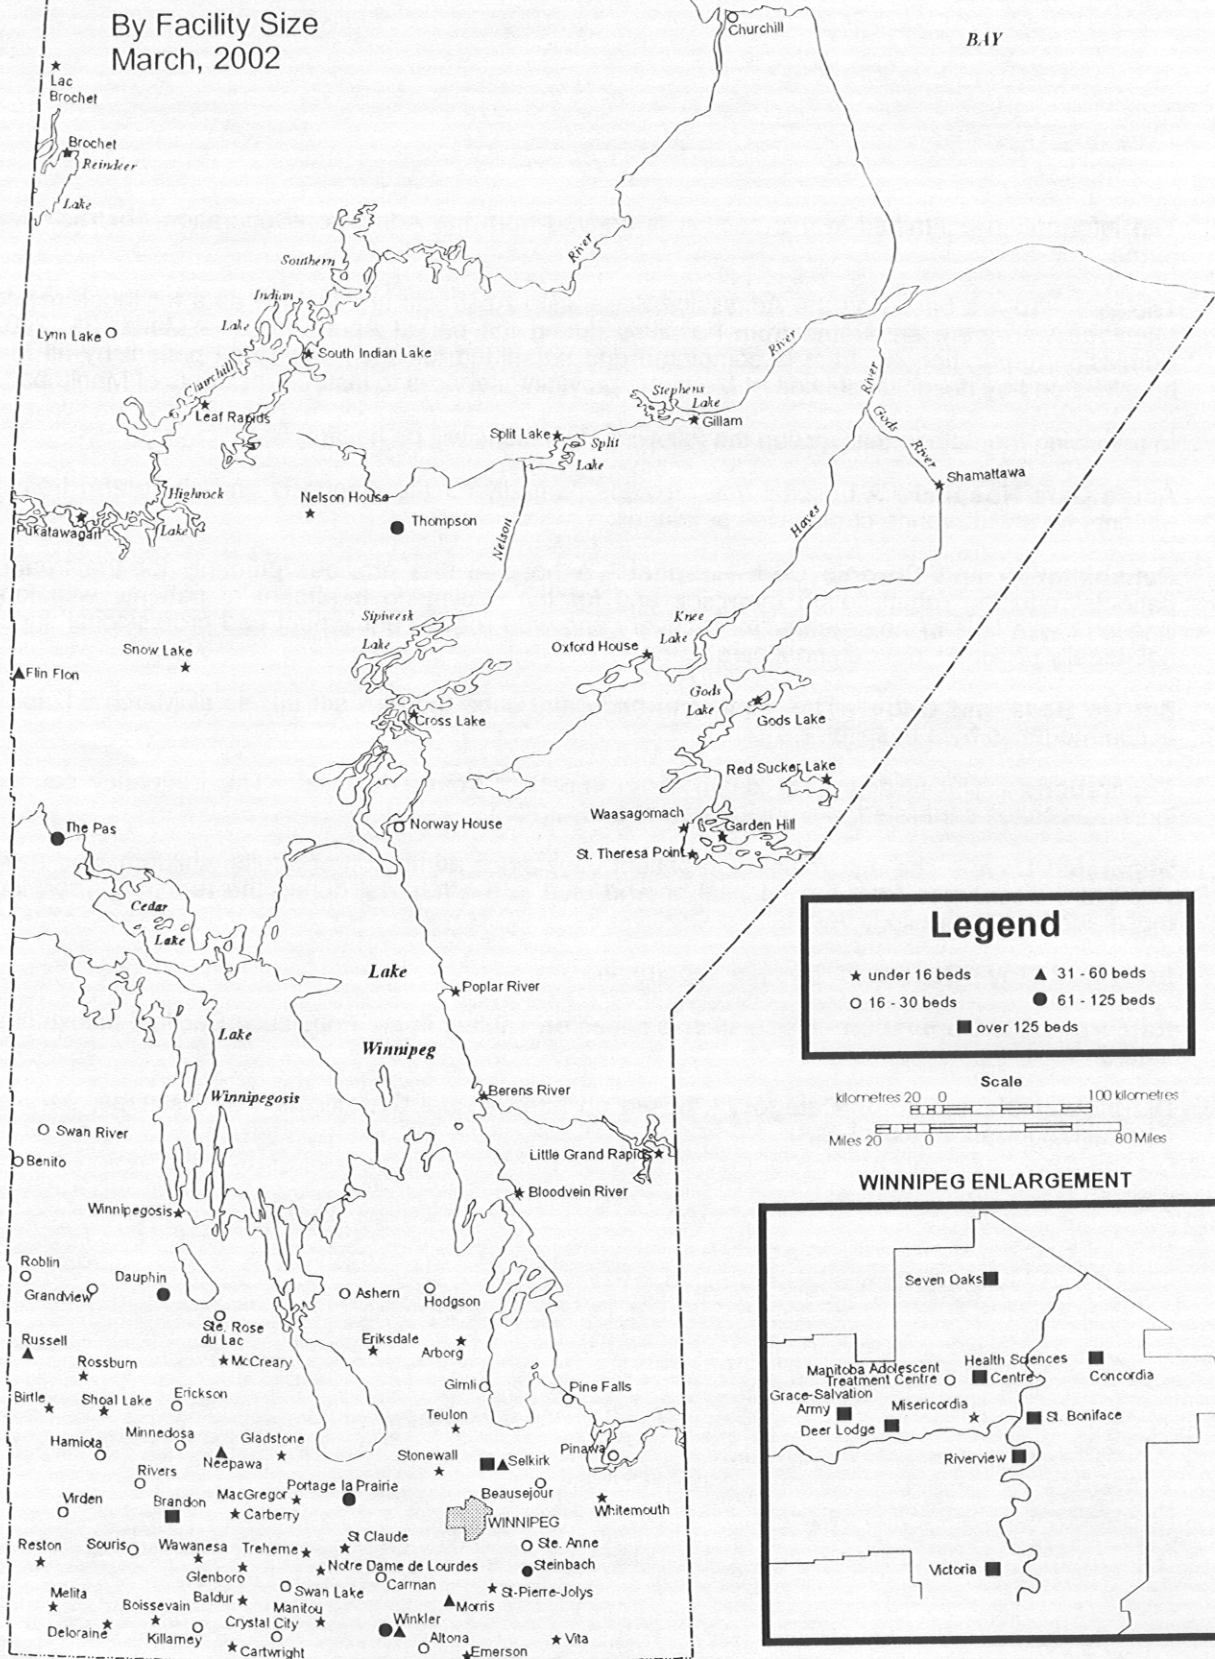 By Facility Size
March, 2002
Churchill
BAY
Lac
Brochet
Brochet
Reindeer
Lake
Southern
Indian
Lake
River
Lynn Lake
South Indian Lake
Churchill
Leaf Rapids
River
Stephens
Lake
Gillam
River
Gods
River
Split Lake
Split
Lake
Shamattawa
Highrock
Lake
Nelson House
Thompson
Pukatawagan
Nelson
Hayes
Sipiwesk
Lake
Knee
Lake
Oxford House
Snow Lake
Flin Flon
Gods
Lake
Gods Lake
Cross Lake
Red Sucker Lake
Waasagomach
Garden Hill
St. Theresa Point
Norway House
The Pas
Cedar
Lake
Legend
under 16 beds
31 - 60 beds
16 - 30 beds
61 - 125 beds
over 125 beds
Lake
Winnipeg
Poplar River
Lake
Winnipegosis
Scale
kilometres 20 0 100 kilometres
Miles 20 0 80 Miles
Berens River
Swan River
Benito
Little Grand Rapids
Bloodvein River
Winnipegosis
WINNIPEG ENLARGEMENT
Roblin
Grandview
Dauphin
Ashern
Hodgson
Ste. Rose
du Lac
Russell
Rossburn
McCreary
Eriksdale
Arborg
Birtle
Shoal Lake
Erickson
Gimli
Pine Falls
Teulon
Hamiota
Minnedosa
Neepawa
Gladstone
Stonewall
Selkirk
Pinawa
Rivers
Virden
Brandon
MacGregor
Portage la Prairie
Carberry
Beausejour
Whitemouth
WINNIPEG
Reston
Souris
Wawanesa
Treherne
St Claude
Ste. Anne
Glenboro
Notre Dame de Lourdes
Steinbach
Swan Lake
Carman
St-Pierre-Jolys
Melita
Baldur
Morris
Boissevain
Manitou
Deloraine
Killarney
Crystal City
Winkler
Cartwright
Altona
Emerson
Vita
Seven Oaks
Manitoba Adolescent
Treatment Centre
Health Sciences
Centre
Concordia
Grace-Salvation
Army
Misericordia
Deer Lodge
St. Boniface
Riverview
Victoria